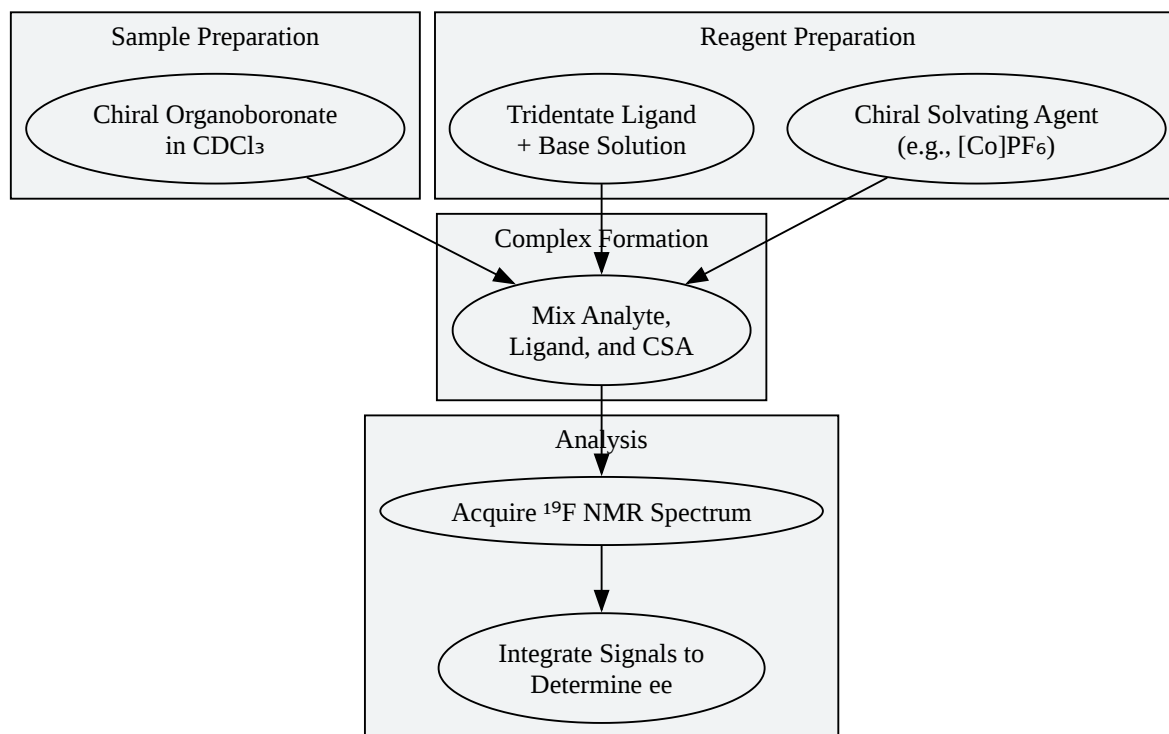 Sample Preparation
Reagent Preparation
Chiral Organoboronate
in CDCl₃
Tridentate Ligand
+ Base Solution
Chiral Solvating Agent
(e.g., [Co]PF₆)
Complex Formation
Mix Analyte,
Ligand, and CSA
Analysis
Acquire ¹⁹F NMR Spectrum
Integrate Signals to
Determine ee